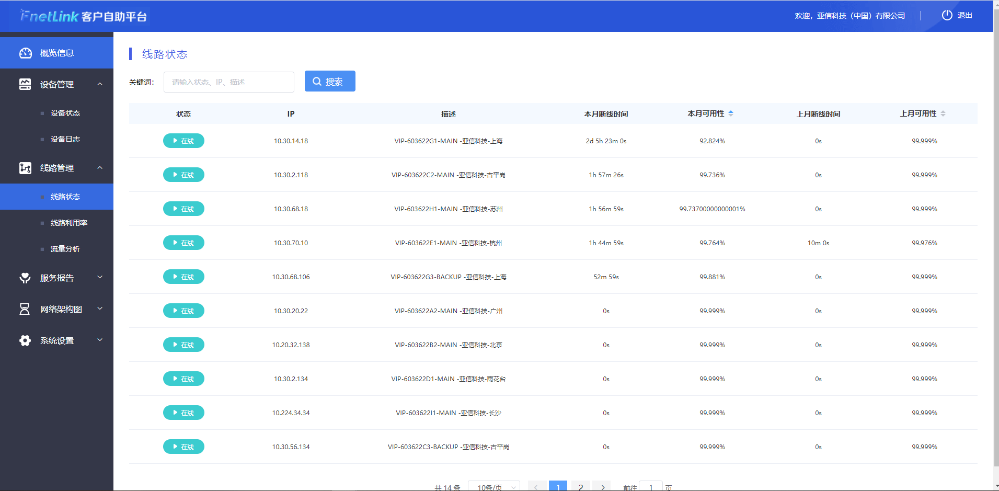 FnetLink 客户自助平台
欢迎，亚信科技（中国）有限公司 退出
概览信息
设备管理
设备状态
设备日志
线路管理
线路状态
线路利用率
流量分析
服务报告
网络架构图
系统设置
线路状态
关键词： 请输入状态、IP、描述 搜索
状态 IP 描述 本月断线时间 本月可用性 上月断线时间 上月可用性
在线 10.30.14.18 VIP-603622G1-MAIN -亚信科技-上海 2d 5h 23m 0s 92.824% 0s 99.999%
在线 10.30.2.118 VIP-603622C2-MAIN -亚信科技-古平岗 1h 57m 26s 99.736% 0s 99.999%
在线 10.30.68.18 VIP-603622H1-MAIN -亚信科技-苏州 1h 56m 59s 99.73700000000001% 0s 99.999%
在线 10.30.70.10 VIP-603622E1-MAIN -亚信科技-杭州 1h 44m 59s 99.764% 10m 0s 99.976%
在线 10.30.68.106 VIP-603622G3-BACKUP -亚信科技-上海 52m 59s 99.881% 0s 99.999%
在线 10.30.20.22 VIP-603622A2-MAIN -亚信科技-广州 0s 99.999% 0s 99.999%
在线 10.20.32.138 VIP-603622B2-MAIN -亚信科技-北京 0s 99.999% 0s 99.999%
在线 10.30.2.134 VIP-603622D1-MAIN -亚信科技-雨花台 0s 99.999% 0s 99.999%
在线 10.224.34.34 VIP-603622I1-MAIN -亚信科技-长沙 0s 99.999% 0s 99.999%
在线 10.30.56.134 VIP-603622C3-BACKUP -亚信科技-古平岗 0s 99.999% 0s 99.999%
共 14 条 10条/页 1 2 前往 1 页